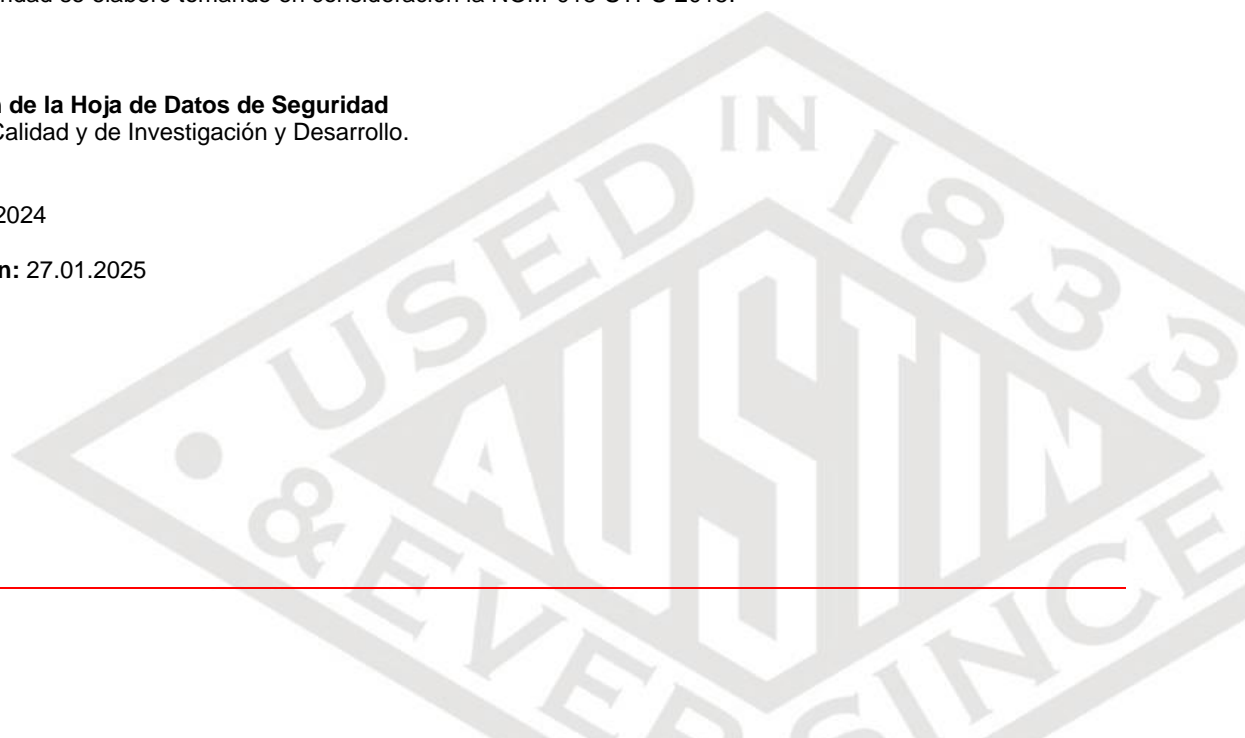 de la Hoja de Datos de Seguridad
Calidad y de Investigación y Desarrollo.
2024
27.01.2025
USED IN 1833
AUSTIN
& EVER SINCE